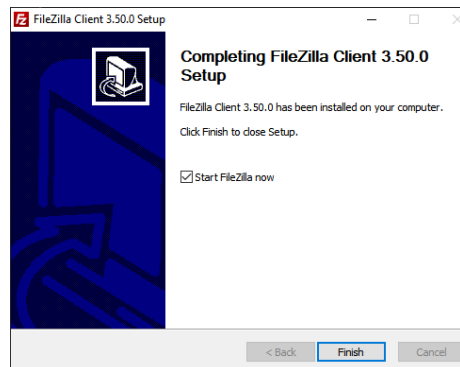 FileZilla Client 3.50.0 Setup
Completing FileZilla Client 3.50.0
Setup
FileZilla Client 3.50.0 has been installed on your computer.
Click Finish to close Setup.
Start FileZilla now
< Back Finish Cancel